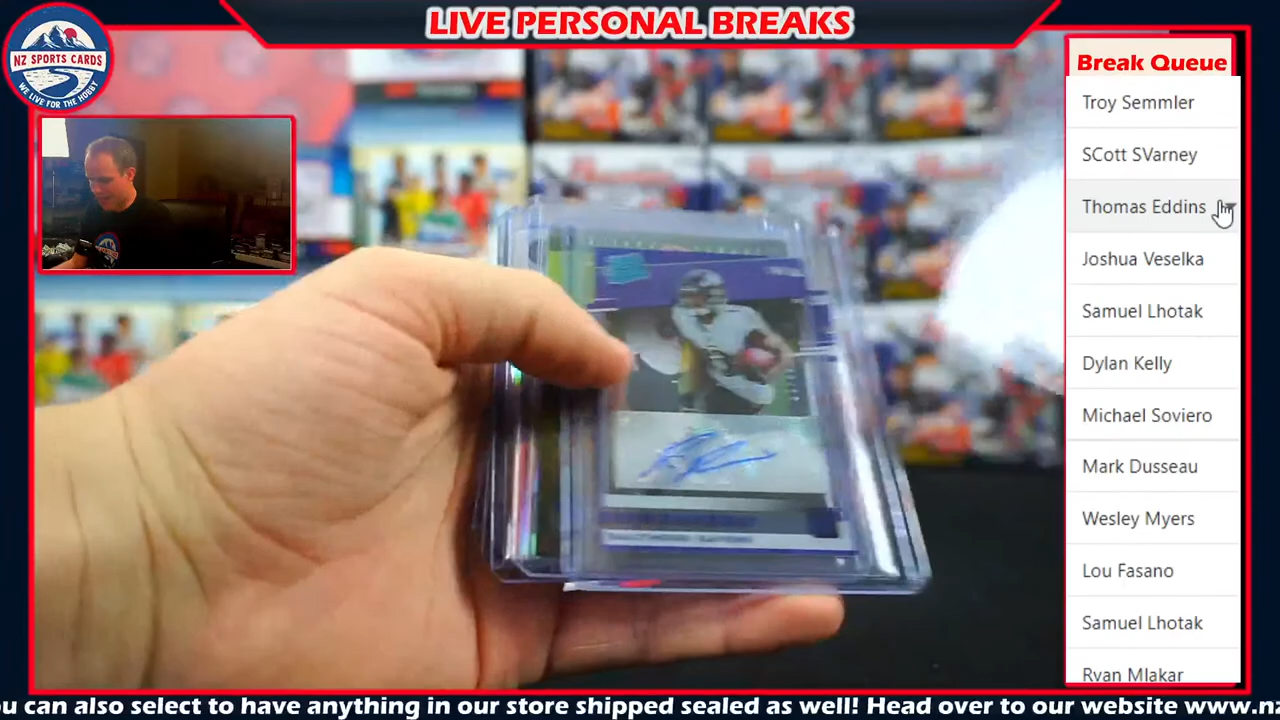 LIVE PERSONAL BREAKS
NZ SPORTS CARDS
WE LIVE FOR THE HOBBY
Break Queue
Troy Semmler
SCott SVarney
Thomas Eddins
Joshua Veselka
Samuel Lhotak
Dylan Kelly
Michael Soviero
Mark Dusseau
Wesley Myers
Lou Fasano
Samuel Lhotak
Ryan Mlakar
ou can also select to have anything in our store shipped sealed as well! Head over to our website www.nz